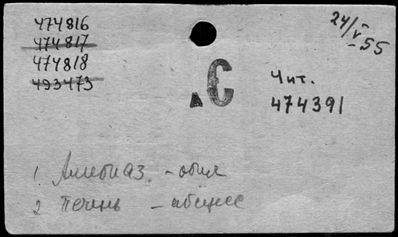 474816
474817
474818
493473
24/V-55
С
Чит.
474391
1. Амебиаз - общ
2 Печень - абсцесс